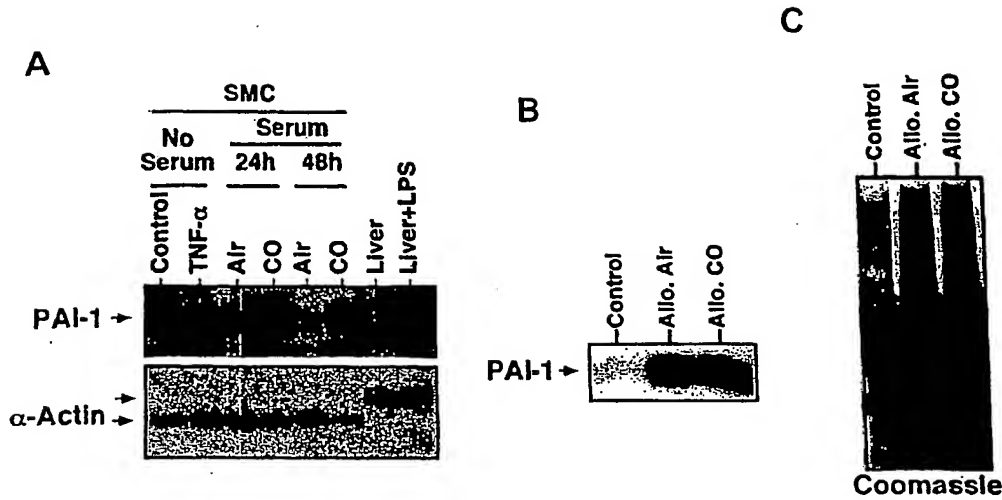 A
SMC
No Serum
Serum
24h
48h
Control
TNF-α
Air
CO
Air
CO
Liver
Liver+LPS
PAI-1
α-Actin
B
Control
Allo. Air
Allo. CO
PAI-1
C
Control
Allo. Air
Allo. CO
Coomassie